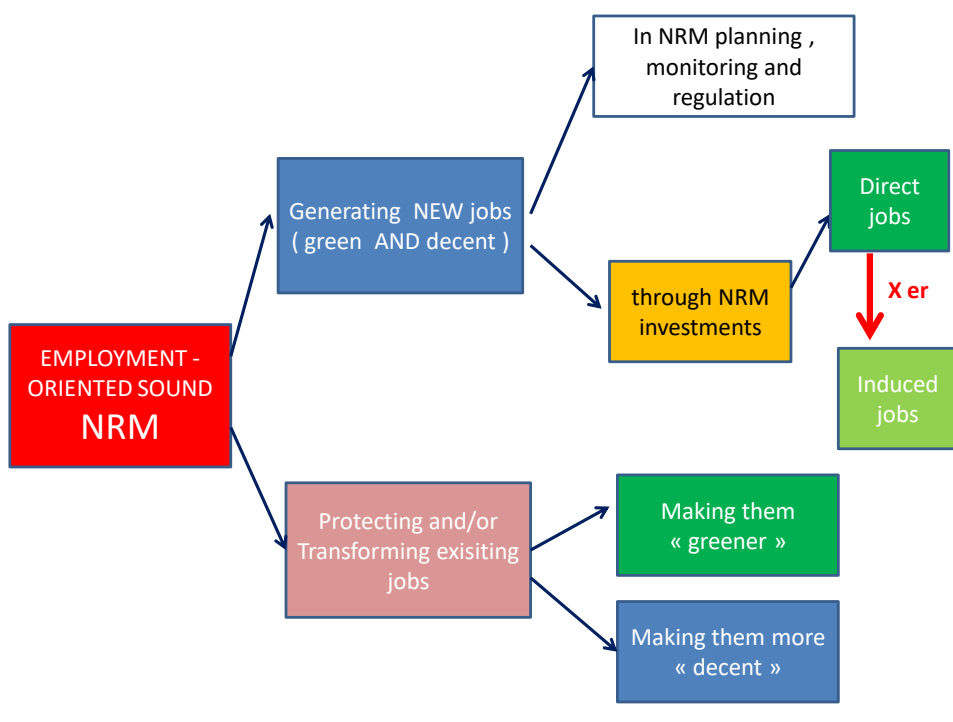 In NRM planning ,
monitoring and
regulation
Direct
jobs
Generating  NEW jobs
( green  AND decent )
through NRM
investments
X er
EMPLOYMENT -
ORIENTED SOUND
NRM
Induced
jobs
Protecting and/or
Transforming exisiting
jobs
Making them
« greener »
Making them more
« decent »